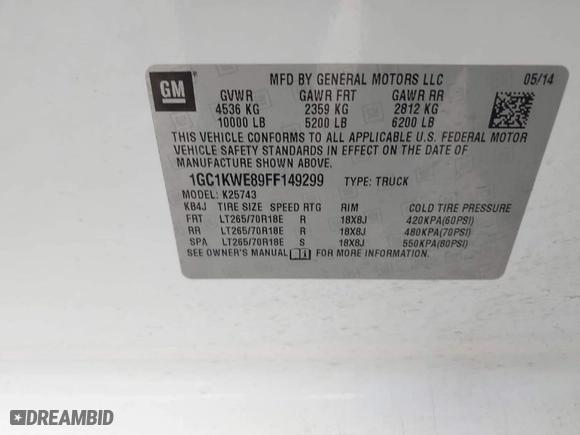 GM
MFD BY GENERAL MOTORS LLC 05/14
GVWR GAWR FRT GAWR RR
4536 KG 2359 KG 2812 KG
10000 LB 5200 LB 6200 LB
THIS VEHICLE CONFORMS TO ALL APPLICABLE U.S. FEDERAL MOTOR
VEHICLE SAFETY STANDARDS IN EFFECT ON THE DATE OF
MANUFACTURE SHOWN ABOVE.
1GC1KWE89FF149299 TYPE: TRUCK
MODEL: K25743
KB4J TIRE SIZE SPEED RTG RIM COLD TIRE PRESSURE
FRT LT265/70R18E R 18X8J 420KPA(60PSI)
RR LT265/70R18E R 18X8J 480KPA(70PSI)
SPA LT265/70R18E S 18X8J 550KPA(80PSI)
SEE OWNER'S MANUAL FOR MORE INFORMATION.
DREAMBID